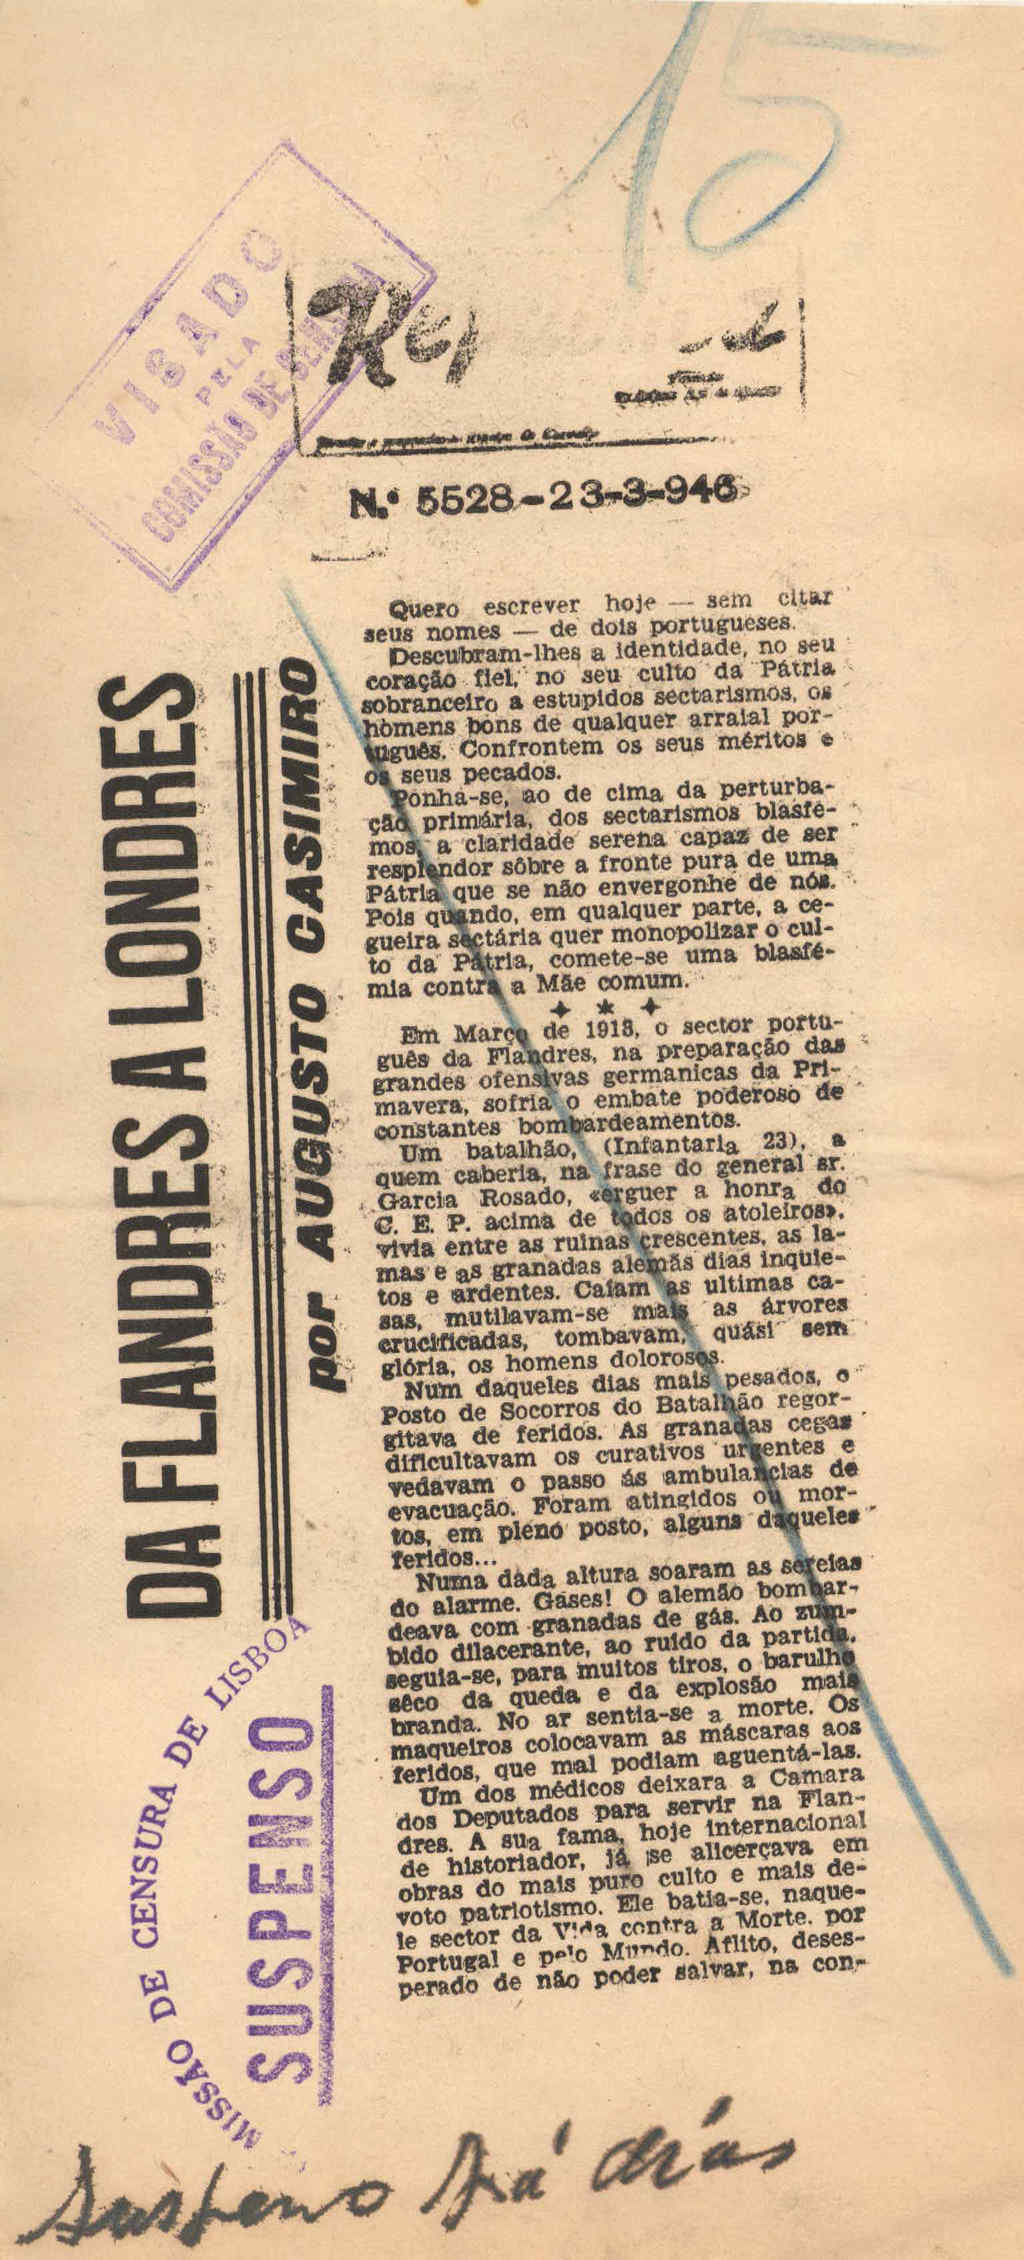 15
VISADO
PELA
COMISSÃO DE
N.º 5528-23-3-946
DA FLANDRES A LONDRES
por AUGUSTO CASIMIRO
Quero escrever hoje — sem citar
seus nomes — de dois portugueses.
Descubram-lhes a identidade, no seu
coração fiel, no seu culto da Pátria
sobranceiro a estupidos sectarismos, os
homens bons de qualquer arraial por-
tuguês. Confrontem os seus méritos e
os seus pecados.
Ponha-se, ao de cima da perturba-
ção primária, dos sectarismos blasfe-
mos, a claridade serena capaz de ser
resplendor sôbre a fronte pura de uma
Pátria que se não envergonhe de nós.
Pois quando, em qualquer parte, a ce-
gueira sectária quer monopolizar o cul-
to da Pátria, comete-se uma blasfé-
mia contra a Mãe comum.
✦ * ✦
Em Março de 1918, o sector portu-
guês da Flandres, na preparação das
grandes ofensivas germanicas da Pri-
mavera, sofria o embate poderoso de
constantes bombardeamentos.
Um batalhão, (Infantaria 23), a
quem caberia, na frase do general sr.
Garcia Rosado, «erguer a honra do
C. E. P. acima de todos os atoleiros»,
vivia entre as ruinas crescentes, as la-
mas e as granadas alemãs dias inquie-
tos e ardentes. Caíam as ultimas ca-
sas, mutilavam-se mais as árvores
crucificadas, tombavam, quási sem
glória, os homens dolorosos.
Num daqueles dias mais pesados, o
Posto de Socorros do Batalhão regor-
gitava de feridos. As granadas cegas
dificultavam os curativos urgentes e
vedavam o passo ás ambulancias de
evacuação. Foram atingidos ou mor-
tos, em pleno posto, alguns daqueles
feridos...
Numa dada altura soaram as sereias
do alarme. Gases! O alemão bombar-
deava com granadas de gás. Ao zum-
bido dilacerante, ao ruido da partida,
seguia-se, para muitos tiros, o barulho
sêco da queda e da explosão mais
branda. No ar sentia-se a morte. Os
maqueiros colocavam as máscaras aos
feridos, que mal podiam aguentá-las.
Um dos médicos deixara a Camara
dos Deputados para servir na Flan-
dres. A sua fama, hoje internacional
de historiador, já se alicerçava em
obras do mais puro culto e mais de-
voto patriotismo. Ele batia-se, naque-
le sector da Vida contra a Morte, por
Portugal e pelo Mundo. Aflito, deses-
perado de não poder salvar, na con-
MISSÃO DE CENSURA DE LISBOA
SUSPENSO
Suspenso há dias